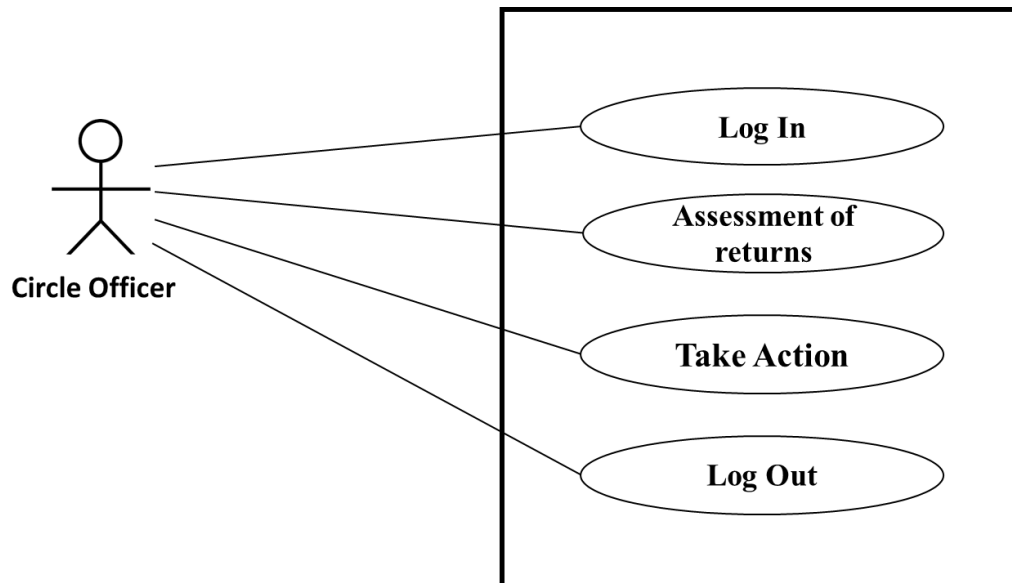 Log In
Assessment of
returns
Circle Officer
Take Action
Log Out